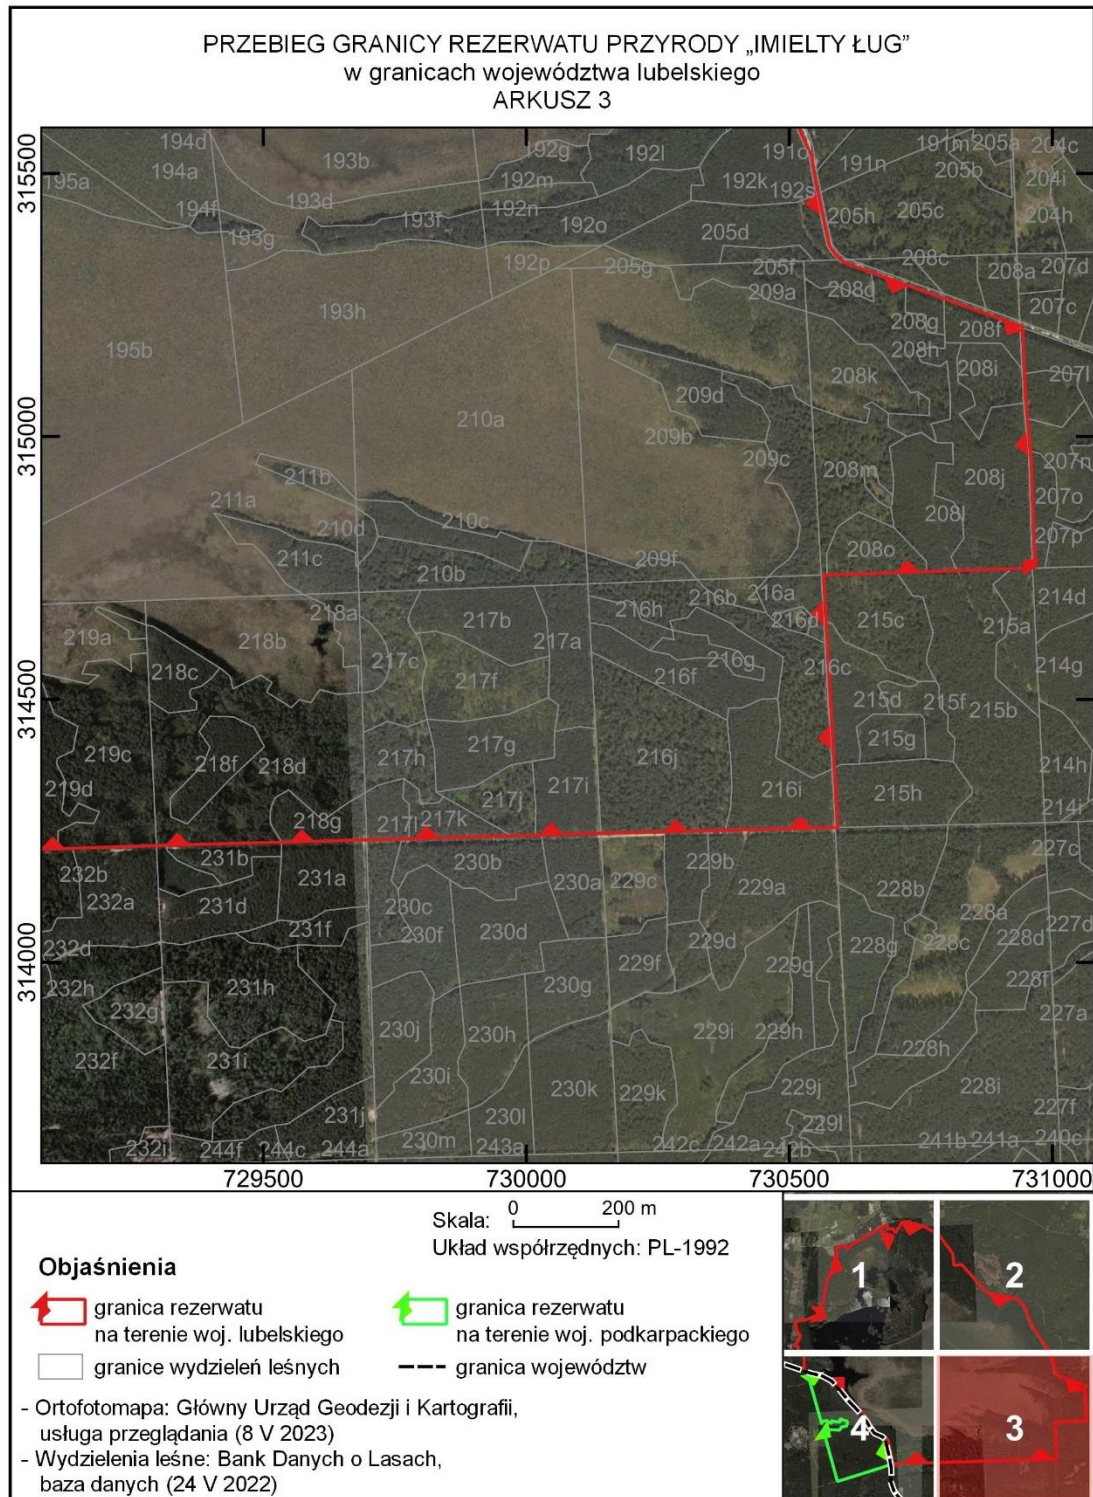 PRZEBIEG GRANICY REZERWATU PRZYRODY „IMIELTY ŁUG”
w granicach województwa lubelskiego
ARKUSZ 3
194d 193b 192g 192l 191o 191m 205a 204c
195a 194a 192m 192k 191n 205b 204i
194f 193d 193f 192n 192s 205h 205c 204h
193g 192o 205d
192p 205g 205f 208c 208a 207d
193h 209a 208d 207c
195b 208g 208f
208h
210a 209d 208k 208i 207l
209b
211b 209c 208m 208j 207n
211a 210d 210c 208l 207o
211c 210b 209f 208o 207p
218a 217b 216h 216b 216a 214d
219a 218b 217a 216d 215c 215a
218c 217c 217f 216f 216g 216c 214g
215d 215f 215b
219c 218f 218d 217h 217g 216j 215g 214h
219d 217i 216i 215h
218g 217l 217k 217j 214i
232b 231b 230b 229b 227c
232a 231d 231a 230c 230a 229c 229a 228b
228a
232d 231f 230f 230d 229d 228g 228c 228d 227d
232h 231h 230g 229f 229g 228f
232g 227a
232f 231i 230j 230h 229i 229h 228h
230i 230k 229k 229j 228i
231j 230l 229l 227f
232i 244f 244c 244a 230m 243a 242c 242a 242b 241b 241a 240c
315500
315000
314500
314000
729500 730000 730500 731000
Skala: 0 200 m
Układ współrzędnych: PL-1992
Objaśnienia
granica rezerwatu
na terenie woj. lubelskiego
granica rezerwatu
na terenie woj. podkarpackiego
granice wydzieleń leśnych
granica województw
- Ortofotomapa: Główny Urząd Geodezji i Kartografii,
usługa przeglądania (8 V 2023)
- Wydzielenia leśne: Bank Danych o Lasach,
baza danych (24 V 2022)
1 2
4 3